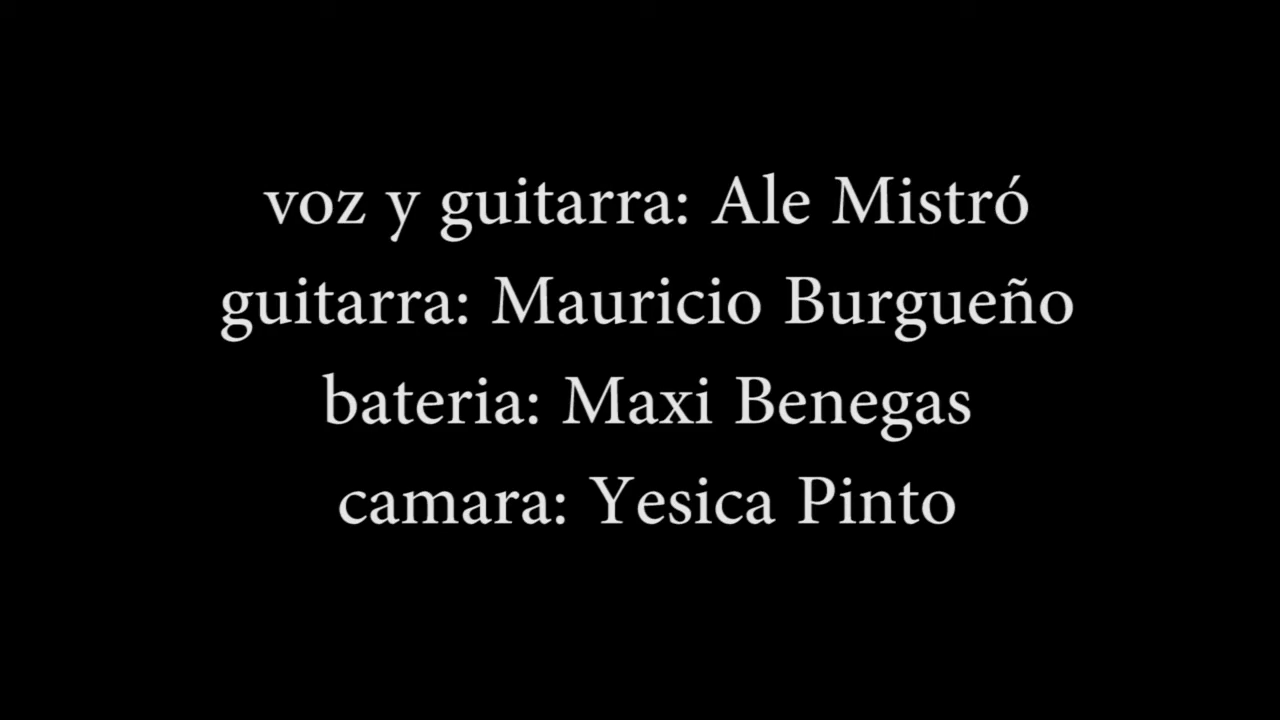 voz y guitarra: Ale Mistró
guitarra: Mauricio Burgueño
bateria: Maxi Benegas
camara: Yesica Pinto